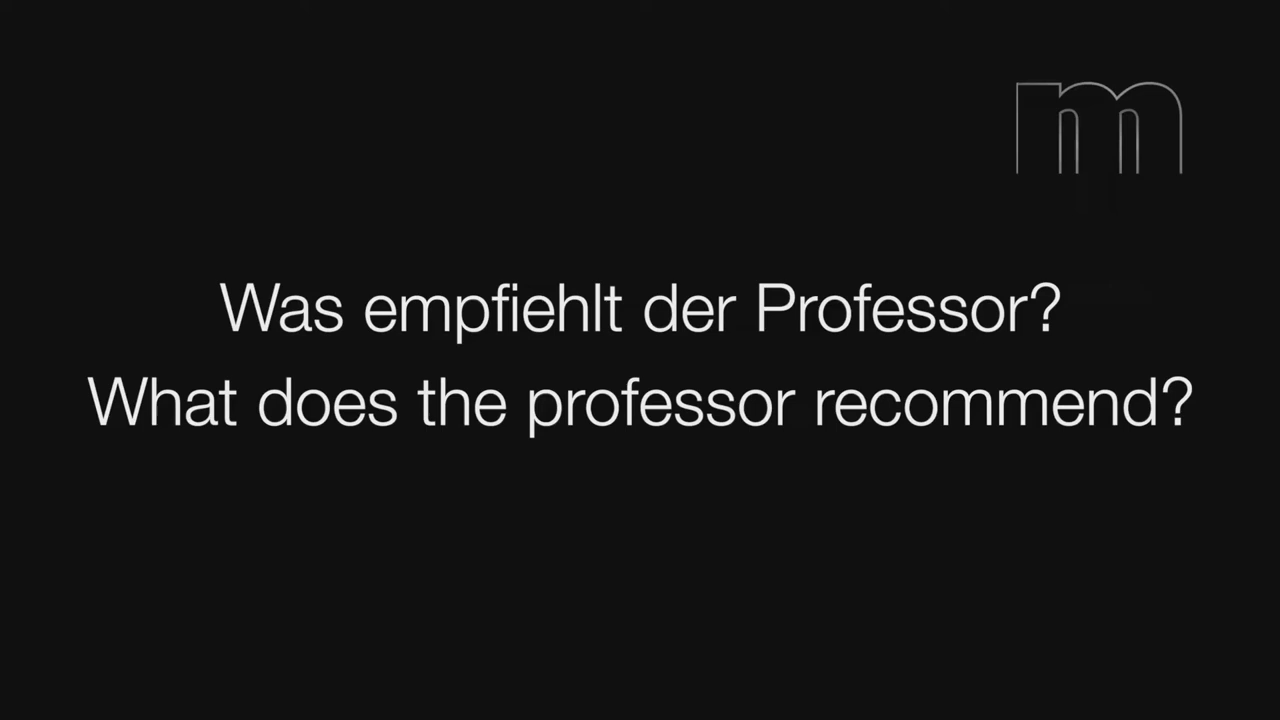 m
Was empfiehlt der Professor?
What does the professor recommend?